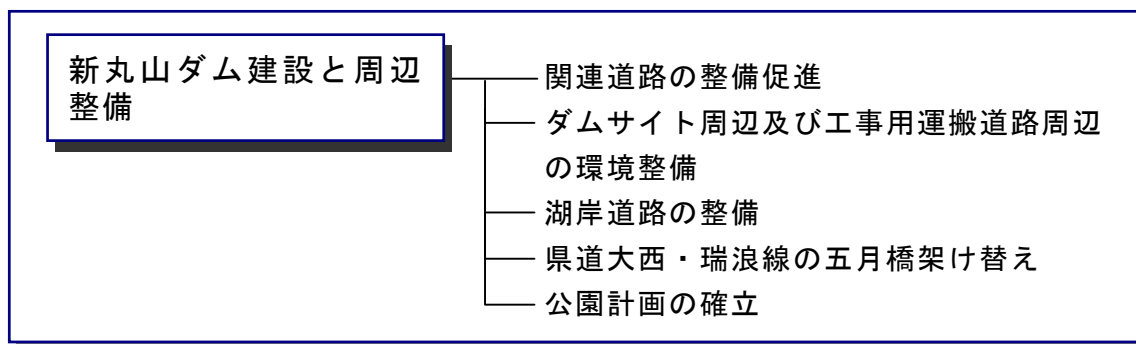 新丸山ダム建設と周辺
整備
関連道路の整備促進
ダムサイト周辺及び工事用運搬道路周辺
の環境整備
湖岸道路の整備
県道大西・瑞浪線の五月橋架け替え
公園計画の確立